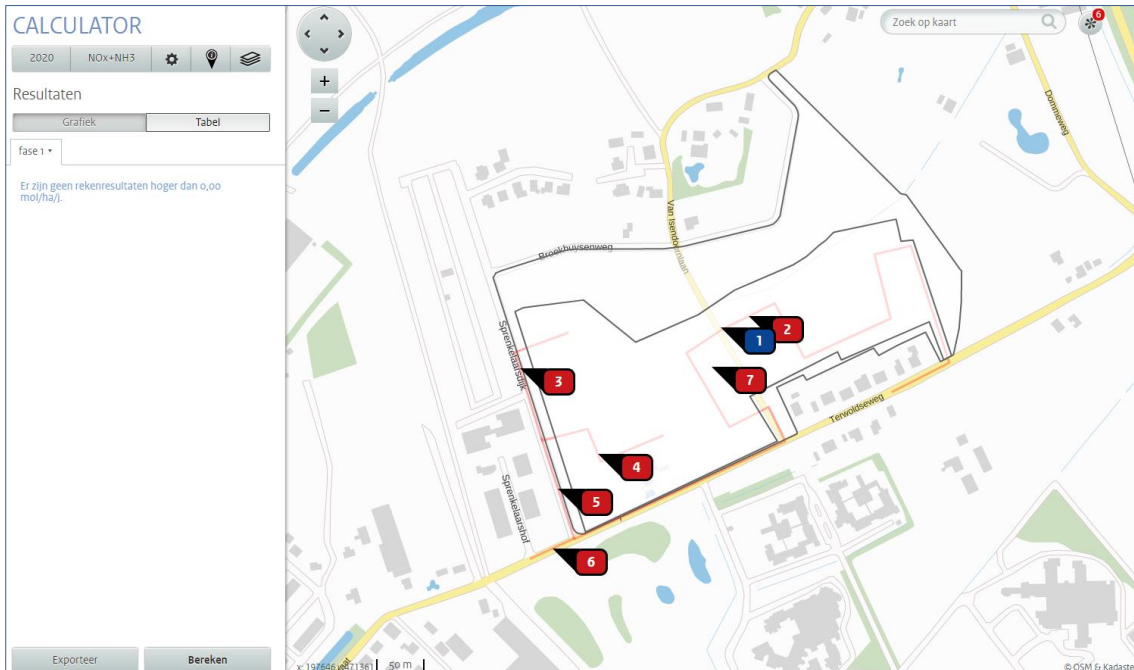 CALCULATOR
2020
NOx+NH3
Resultaten
Grafiek
Tabel
fase 1
Er zijn geen rekenresultaten hoger dan 0,00
mol/ha/j.
Exporteer
Bereken
Zoek op kaart
6
Dommeweg
Van Isendoornlaan
Broekhuysenweg
Sprenkelaarsdijk
Terwoldseweg
Sprenkelaarshof
1
2
3
4
5
6
7
50 m
© OSM & Kadaster